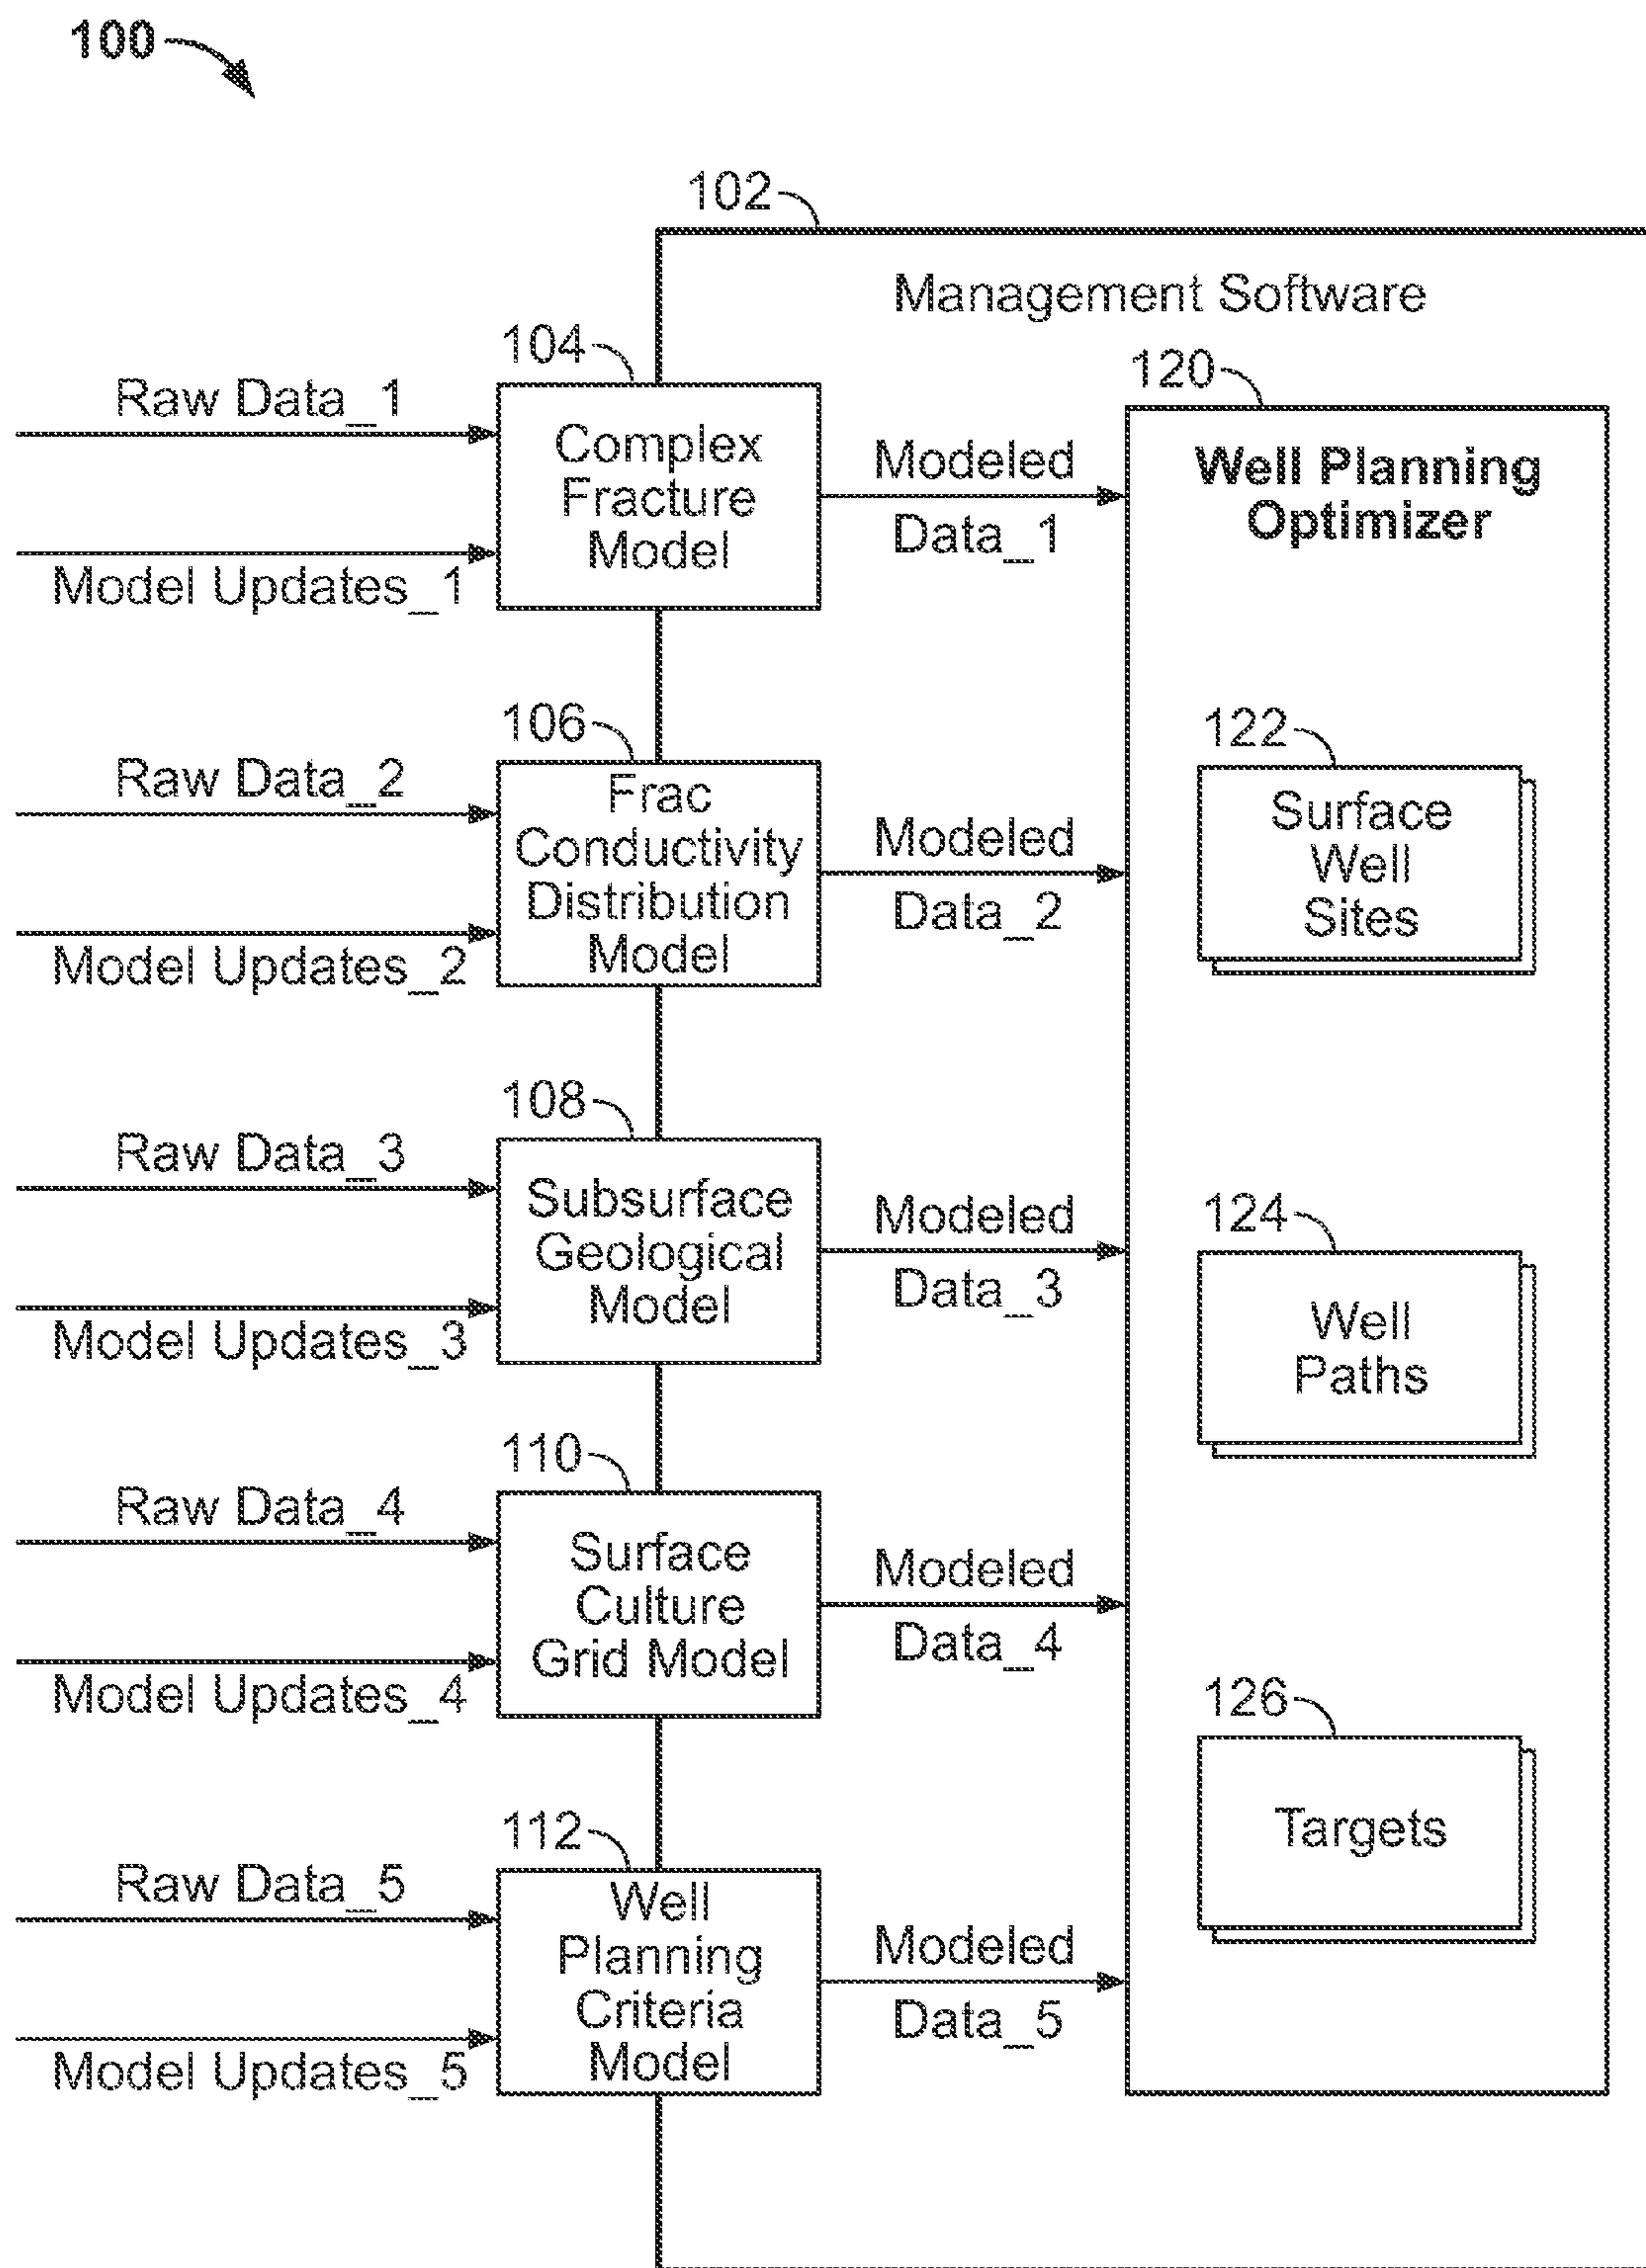 100
102
Management Software
104
120
Raw Data_1
Complex
Fracture
Model
Model Updates_1
Modeled
Data_1
Well Planning
Optimizer
106
Raw Data_2
Frac
Conductivity
Distribution
Model
Model Updates_2
Modeled
Data_2
122
Surface
Well
Sites
108
Raw Data_3
Subsurface
Geological
Model
Model Updates_3
Modeled
Data_3
124
Well
Paths
110
Raw Data_4
Surface
Culture
Grid Model
Model Updates_4
Modeled
Data_4
126
Targets
112
Raw Data_5
Well
Planning
Criteria
Model
Model Updates_5
Modeled
Data_5